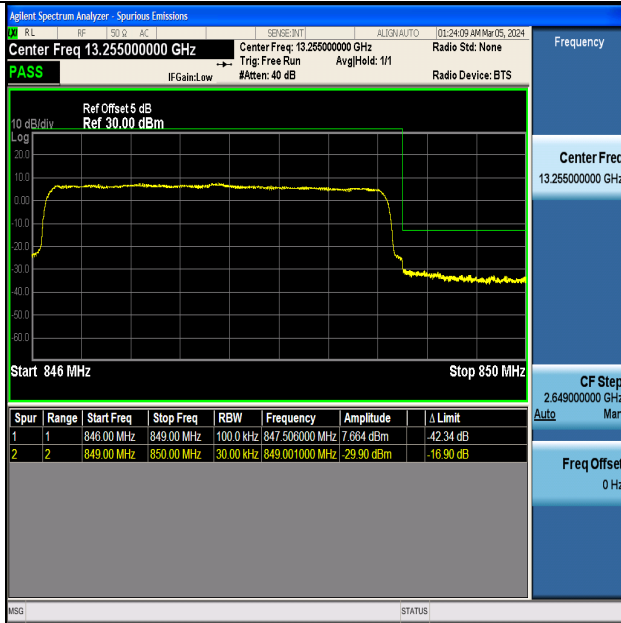 Agilent Spectrum Analyzer - Spurious Emissions
RL RF 50 Ω AC SENSE:INT ALIGN AUTO 01:24:09 AM Mar 05, 2024
Center Freq 13.255000000 GHz Center Freq: 13.255000000 GHz Radio Std: None
Trig: Free Run Avg|Hold: 1/1
PASS IFGain:Low #Atten: 40 dB Radio Device: BTS
Ref Offset 5 dB
10 dB/div Ref 30.00 dBm
Log
20.0
10.0
0.00
-10.0
-20.0
-30.0
-40.0
-50.0
-60.0
Start 846 MHz Stop 850 MHz
Spur Range Start Freq Stop Freq RBW Frequency Amplitude Δ Limit
1 1 846.00 MHz 849.00 MHz 100.0 kHz 847.506000 MHz 7.664 dBm -42.34 dB
2 2 849.00 MHz 850.00 MHz 30.00 kHz 849.001000 MHz -29.90 dBm -16.90 dB
MSG STATUS
Frequency
Center Freq
13.255000000 GHz
CF Step
2.649000000 GHz
Auto Man
Freq Offset
0 Hz